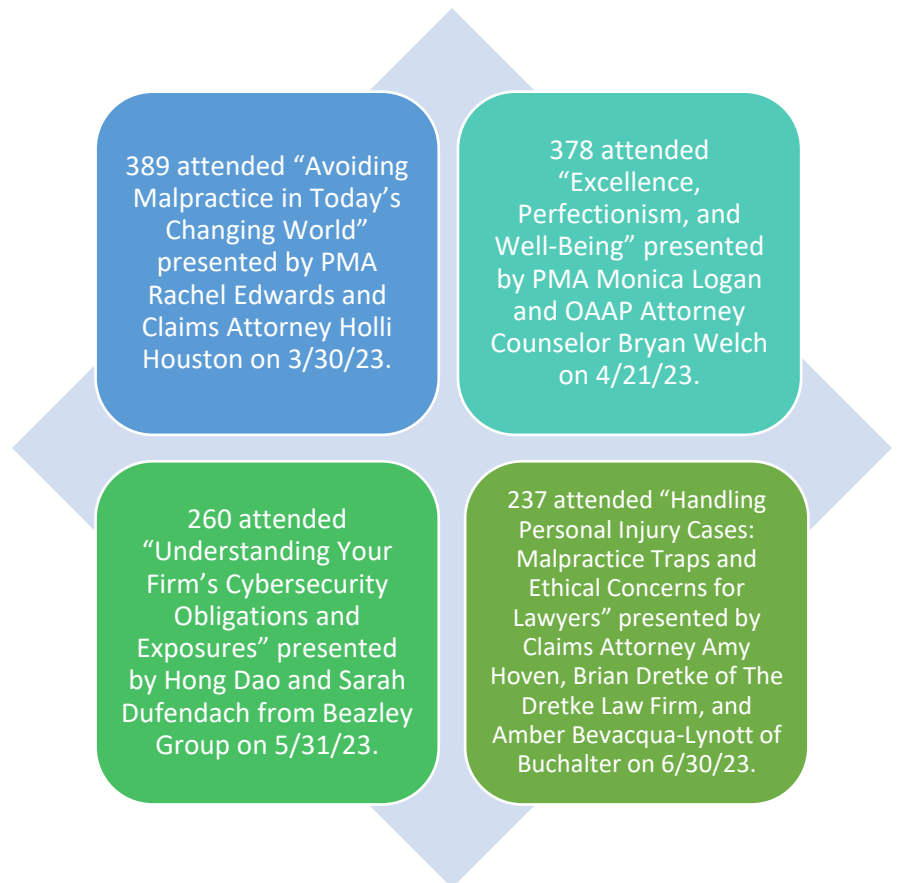 389 attended “Avoiding
Malpractice in Today’s
Changing World”
presented by PMA
Rachel Edwards and
Claims Attorney Holli
Houston on 3/30/23.
378 attended
“Excellence,
Perfectionism, and
Well-Being” presented
by PMA Monica Logan
and OAAP Attorney
Counselor Bryan Welch
on 4/21/23.
260 attended
“Understanding Your
Firm’s Cybersecurity
Obligations and
Exposures” presented
by Hong Dao and Sarah
Dufendach from Beazley
Group on 5/31/23.
237 attended “Handling
Personal Injury Cases:
Malpractice Traps and
Ethical Concerns for
Lawyers” presented by
Claims Attorney Amy
Hoven, Brian Dretke of The
Dretke Law Firm, and
Amber Bevacqua-Lynott of
Buchalter on 6/30/23.